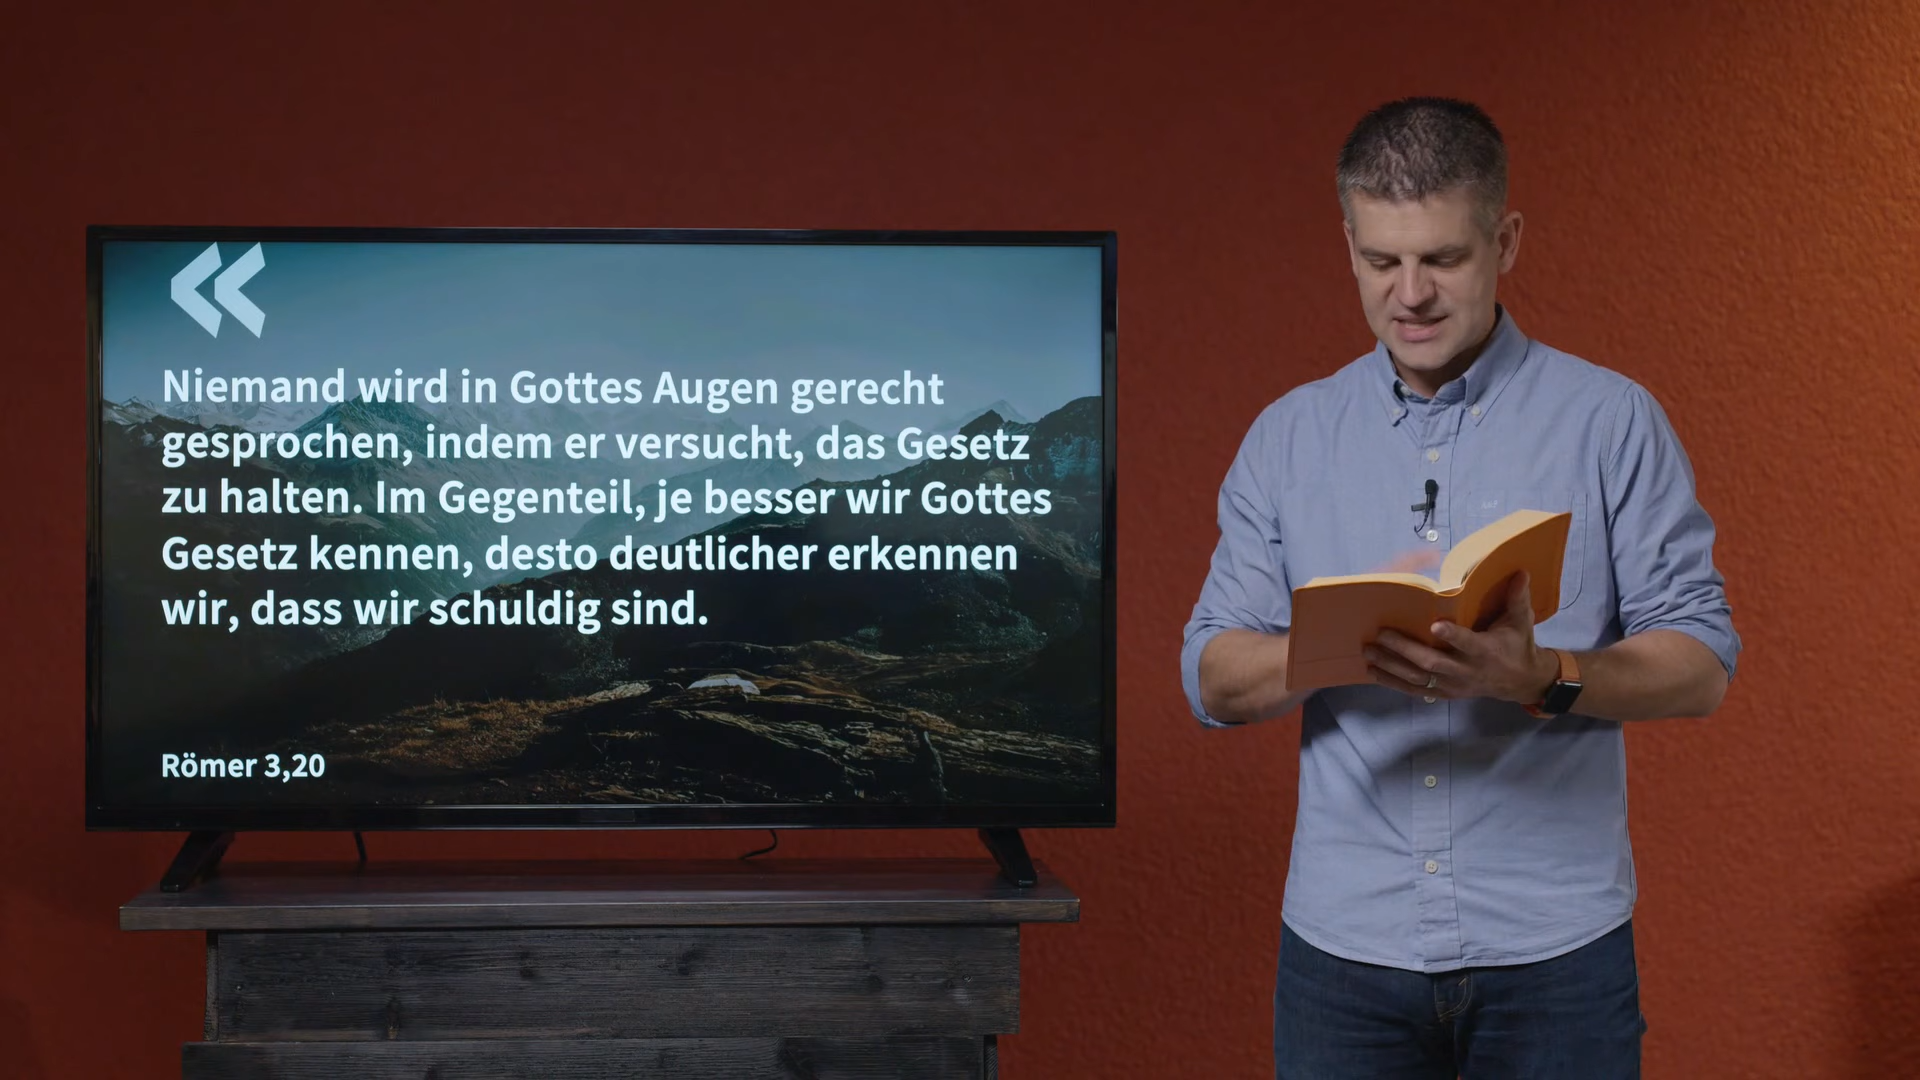 «
Niemand wird in Gottes Augen gerecht
gesprochen, indem er versucht, das Gesetz
zu halten. Im Gegenteil, je besser wir Gottes
Gesetz kennen, desto deutlicher erkennen
wir, dass wir schuldig sind.
Römer 3,20